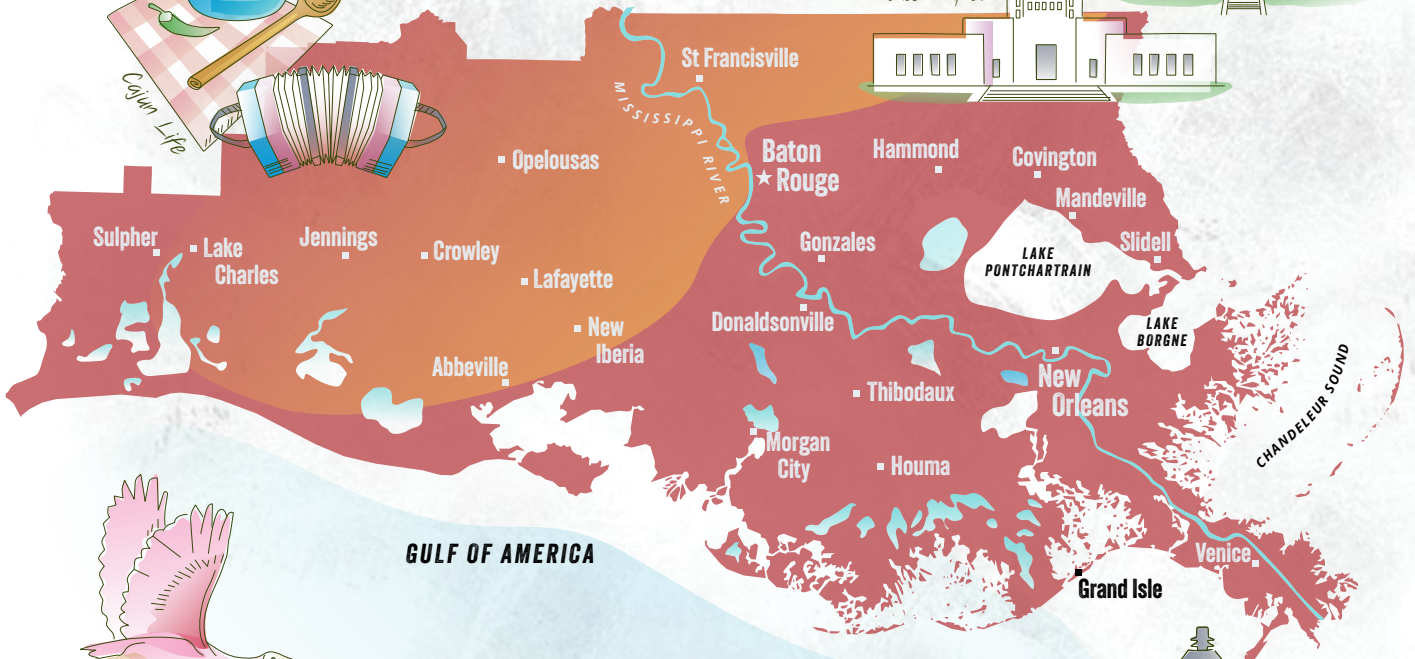 Cajun Life
St Francisville
MISSISSIPPI RIVER
Baton
Rouge
Hammond
Covington
Opelousas
Mandeville
Sulpher
Lake
Charles
Jennings
Crowley
Gonzales
Slidell
LAKE
PONTCHARTRAIN
Lafayette
Donaldsonville
New
Iberia
LAKE
BORGNE
Abbeville
Thibodaux
New
Orleans
CHANDELEUR SOUND
Morgan
City
Houma
GULF OF AMERICA
Venice
Grand Isle